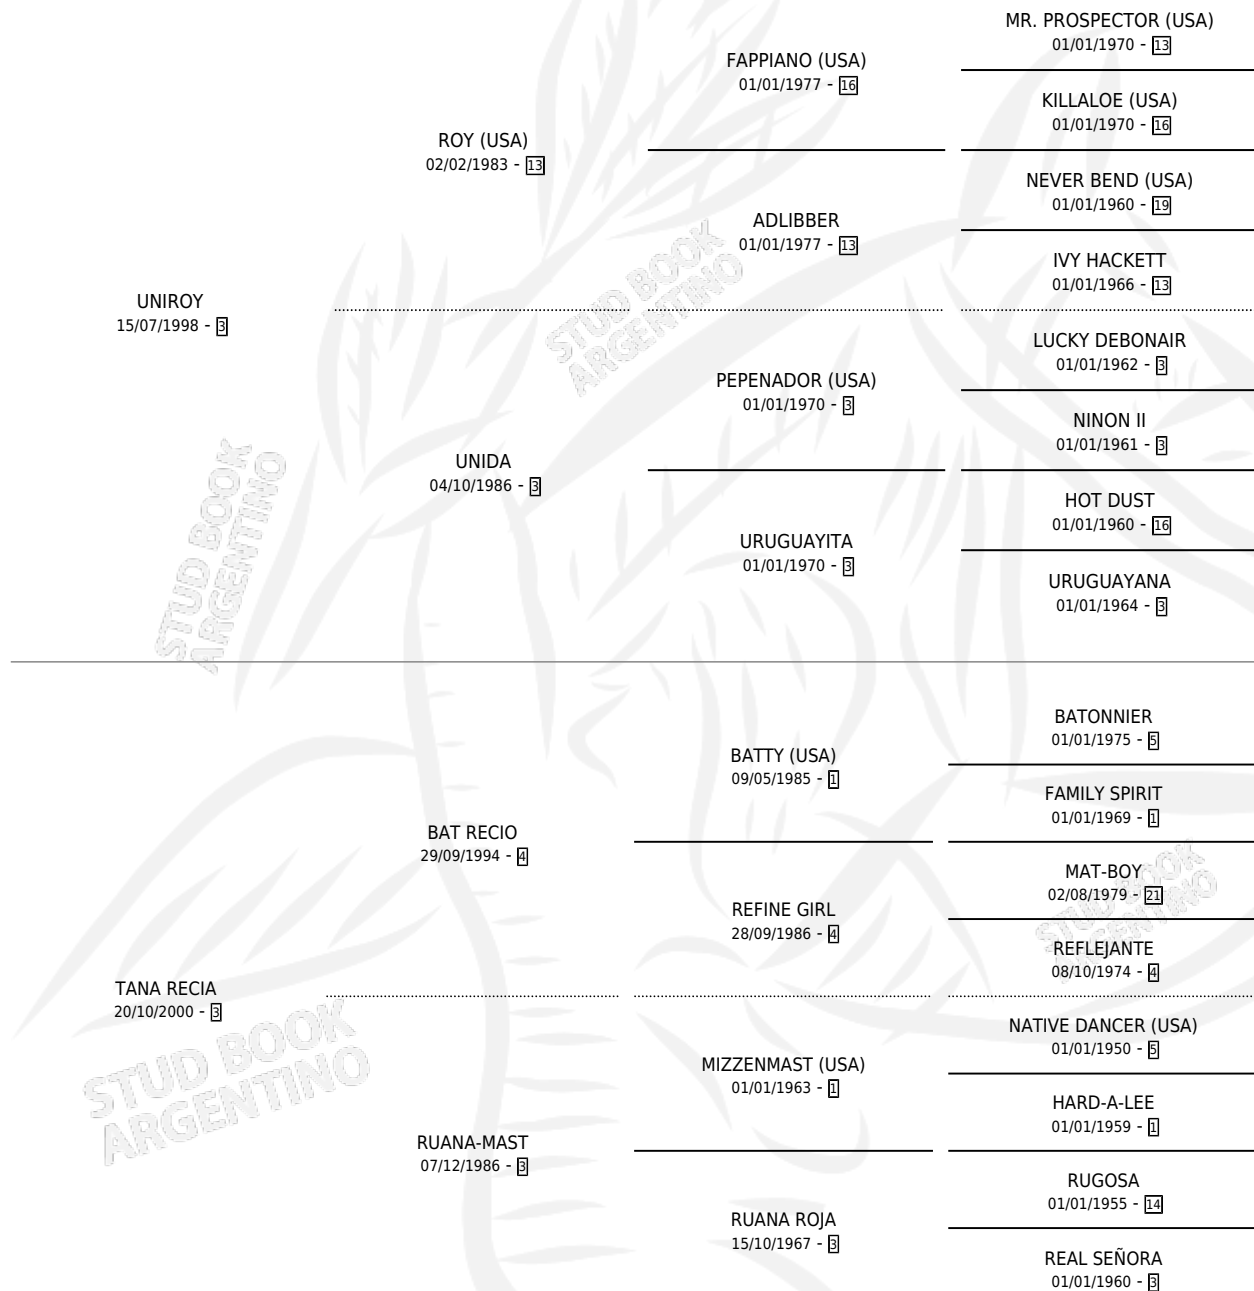 MR. PROSPECTOR (USA)
01/01/1970 - 13
FAPPIANO (USA)
01/01/1977 - 16
KILLALOE (USA)
01/01/1970 - 16
ROY (USA)
02/02/1983 - 13
NEVER BEND (USA)
01/01/1960 - 19
ADLIBBER
01/01/1977 - 13
IVY HACKETT
01/01/1966 - 13
UNIROY
15/07/1998 - 3
LUCKY DEBONAIR
01/01/1962 - 3
PEPENADOR (USA)
01/01/1970 - 3
NINON II
01/01/1961 - 3
UNIDA
04/10/1986 - 3
HOT DUST
01/01/1960 - 16
URUGUAYITA
01/01/1970 - 3
URUGUAYANA
01/01/1964 - 3
BATONNIER
01/01/1975 - 5
BATTY (USA)
09/05/1985 - 1
FAMILY SPIRIT
01/01/1969 - 1
BAT RECIO
29/09/1994 - 4
MAT-BOY
02/08/1979 - 21
REFINE GIRL
28/09/1986 - 4
REFLEJANTE
08/10/1974 - 4
TANA RECIA
20/10/2000 - 3
NATIVE DANCER (USA)
01/01/1950 - 5
MIZZENMAST (USA)
01/01/1963 - 1
HARD-A-LEE
01/01/1959 - 1
RUANA-MAST
07/12/1986 - 3
RUGOSA
01/01/1955 - 14
RUANA ROJA
15/10/1967 - 3
REAL SEÑORA
01/01/1960 - 3
STUD BOOK
ARGENTINO
STUD BOOK
ARGENTINO
STUD BOOK
ARGENTINO
STUD BOOK
ARGENTINO